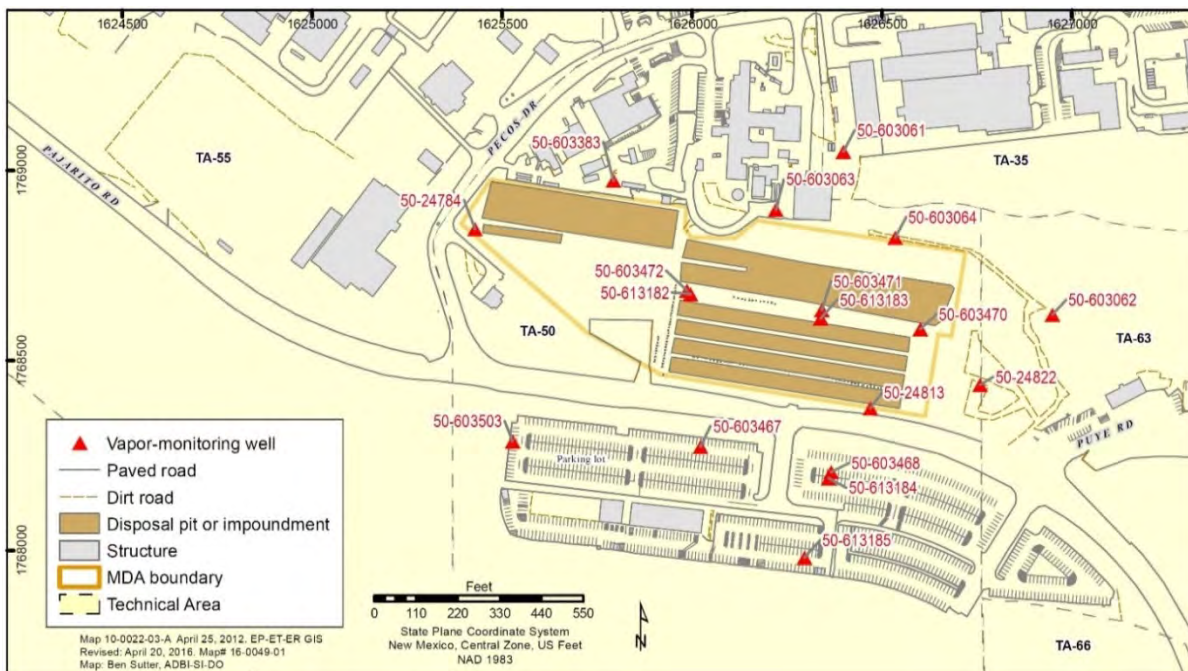 1624500
1625000
1625500
1626000
1626500
1627000
1769000
1768500
1768000
PECOS DR
50-603061
50-603383
TA-55
TA-35
PAJARITO RD
50-603063
50-24784
50-603064
50-603472
50-603471
50-613182
50-613183
50-603062
50-603470
TA-50
TA-63
50-24822
50-24813
50-603503
50-603467
PUYE RD
Parking lot
50-603468
50-613184
50-613185
TA-66
Vapor-monitoring well
Paved road
Dirt road
Disposal pit or impoundment
Structure
MDA boundary
Technical Area
Feet
0 110 220 330 440 550
State Plane Coordinate System
New Mexico, Central Zone, US Feet
NAD 1983
N
Map 10-0022-03-A April 25, 2012. EP-ET-ER GIS
Revised: April 20, 2016. Map# 16-0049-01
Map: Ben Sutter, ADBI-SI-DO